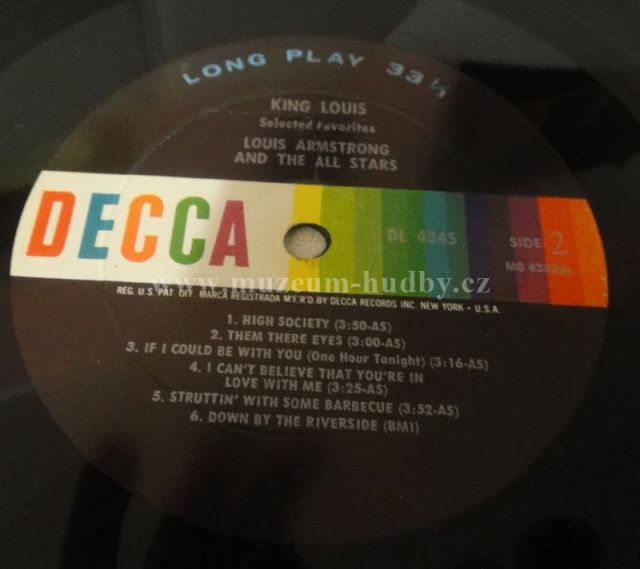 LONG PLAY 33⅓
KING LOUIS
Selected Favorites
LOUIS ARMSTRONG
AND THE ALL STARS
DECCA
DL 4245
SIDE 2
www.muzeum-hudby.cz
REG. U.S. PAT. OFF. MARCA REGISTRADA M'F'R'D BY DECCA RECORDS INC. NEW YORK • U.S.A.
1. HIGH SOCIETY (3:50-AS)
2. THEM THERE EYES (3:00-AS)
3. IF I COULD BE WITH YOU (One Hour Tonight) (3:16-AS)
4. I CAN'T BELIEVE THAT YOU'RE IN
LOVE WITH ME (3:25-AS)
5. STRUTTIN' WITH SOME BARBECUE (3:52-AS)
6. DOWN BY THE RIVERSIDE (BMI)